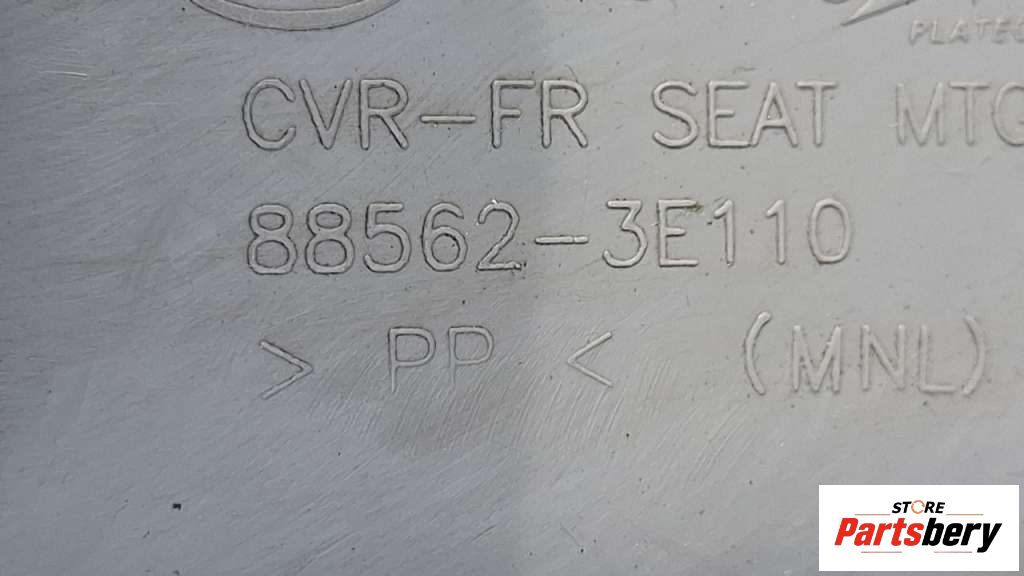 CVR-FR SEAT MTG
88562-3E110
> PP < (MNL)
STORE
Partsbery